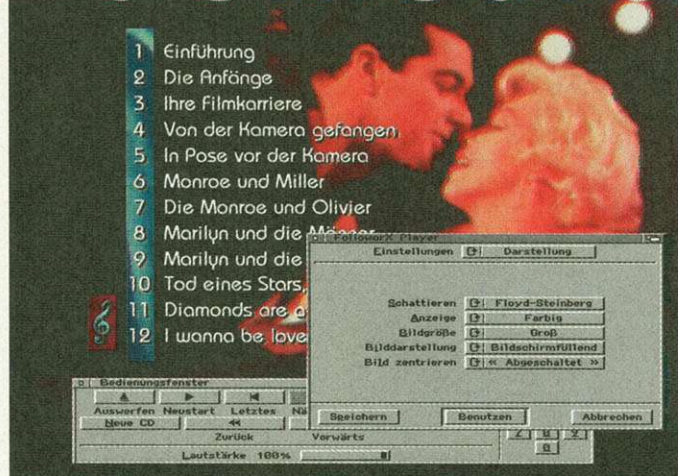 1 Einführung
2 Die Anfänge
3 Ihre Filmkarriere
4 Von der Kamera gefangen
5 In Pose vor der Kamera
6 Monroe und Miller
7 Die Monroe und Olivier
8 Marilyn und die Männer
9 Marilyn und die
10 Tod eines Stars,
11 Diamonds are a
12 I wanna be love
FolloworX Player
Einstellungen Darstellung
Schattieren Floyd-Steinberg
Anzeige Farbig
Bildgröße Groß
Bilddarstellung Bildschirmfüllend
Bild zentrieren « Abgeschaltet »
Speichern Benutzen Abbrechen
Bedienungsfenster
Auswerfen Neustart Letztes Nä
Neue CD
Zurück Vorwärts
Lautstärke 100%